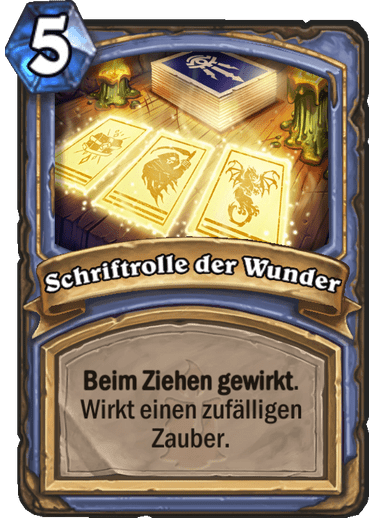 5
Schriftrolle der Wunder
Beim Ziehen gewirkt.
Wirkt einen zufälligen
Zauber.